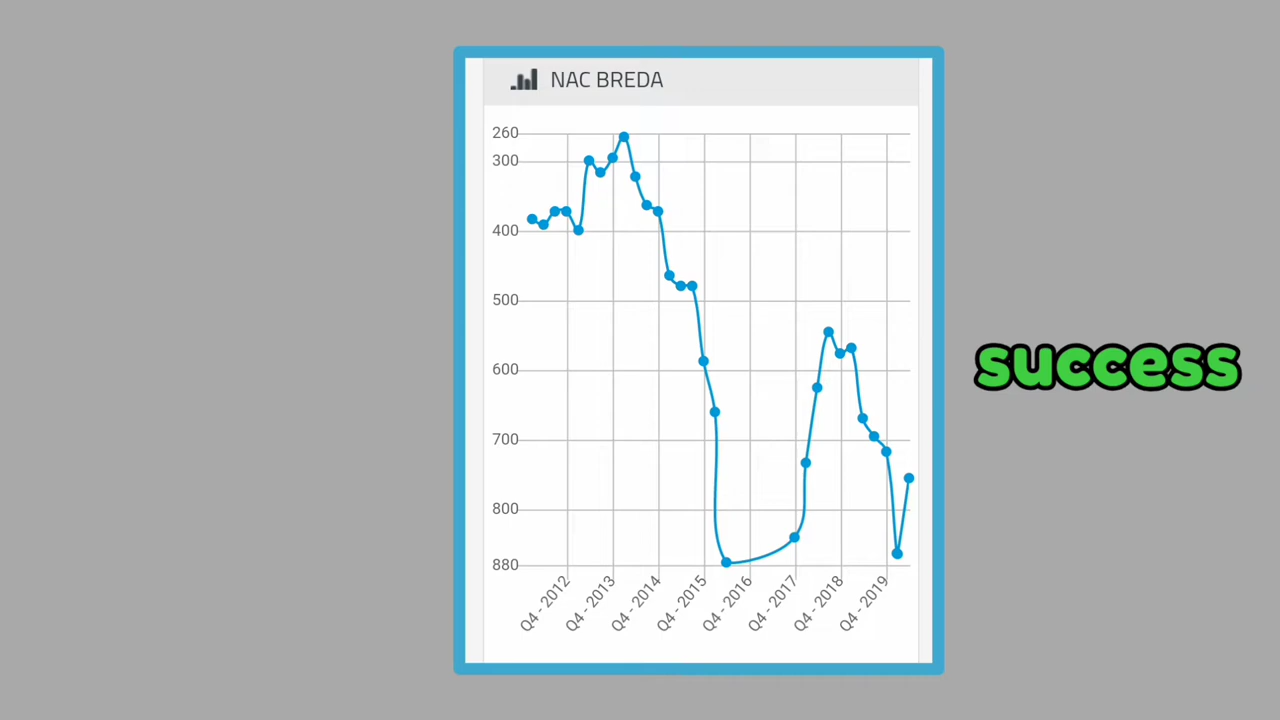 NAC BREDA
260
300
400
500
600
700
800
880
Q4 - 2012
Q4 - 2013
Q4 - 2014
Q4 - 2015
Q4 - 2016
Q4 - 2017
Q4 - 2018
Q4 - 2019
success